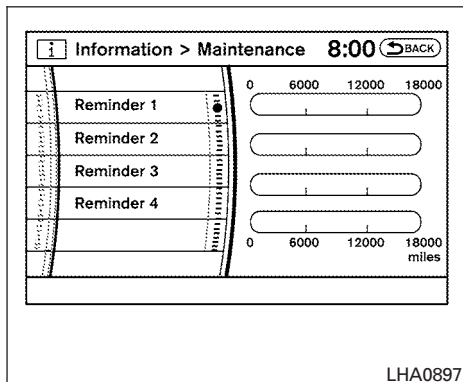 i Information > Maintenance 8:00 BACK
0 6000 12000 18000
Reminder 1
Reminder 2
Reminder 3
Reminder 4
0 6000 12000 18000
miles
LHA0897